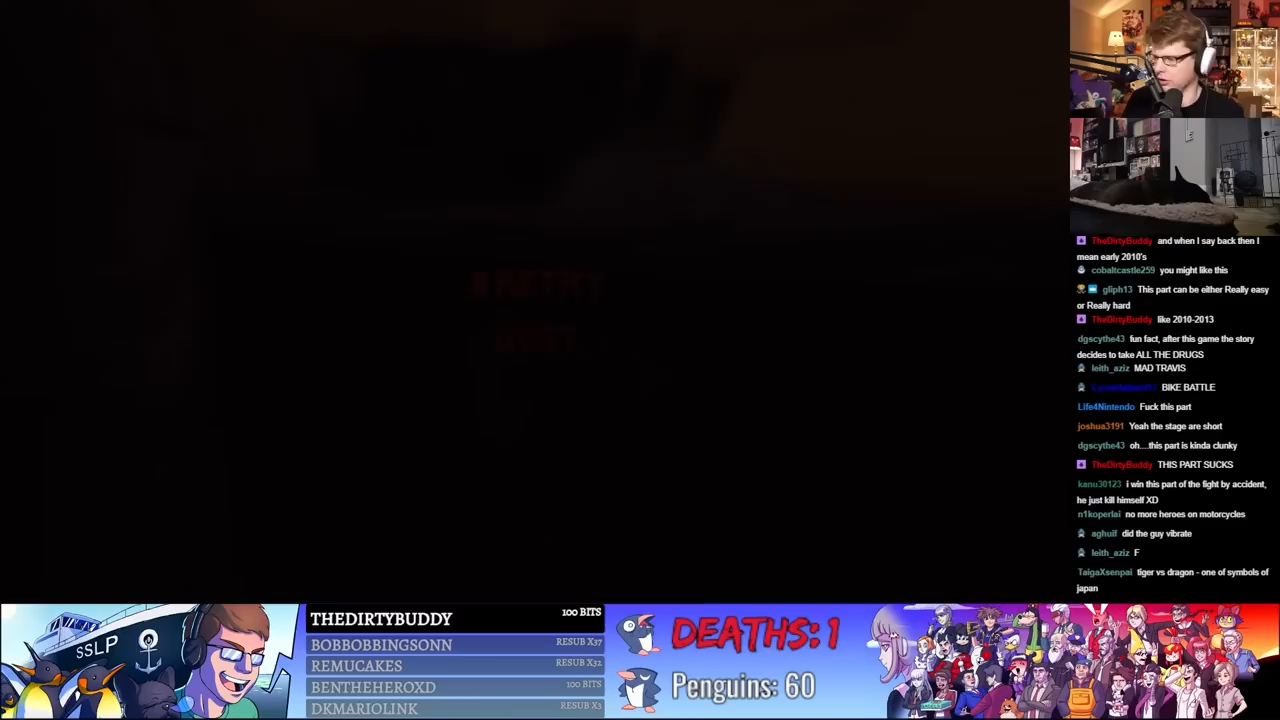 RETRY
QUIT
TheDirtyBuddy and when I say back then I
mean early 2010's
cobaltcastle259 you might like this
gliph13 This part can be either Really easy
or Really hard
TheDirtyBuddy like 2010-2013
dgscythe43 fun fact, after this game the story
decides to take ALL THE DRUGS
leith_aziz MAD TRAVIS
BIKE BATTLE
Life4Nintendo Fuck this part
joshua3191 Yeah the stage are short
dgscythe43 oh....this part is kinda clunky
TheDirtyBuddy THIS PART SUCKS
kanu30123 i win this part of the fight by accident,
he just kill himself XD
n1koperlai no more heroes on motorcycles
aghuif did the guy vibrate
leith_aziz F
TaigaXsenpai tiger vs dragon - one of symbols of
japan
SSLP
THEDIRTYBUDDY 100 BITS
BOBBOBBINGSONN RESUB X37
REMUCAKES RESUB X32
BENTHEHEROXD 100 BITS
DKMARIOLINK RESUB X3
DEATHS: 1
Penguins: 60